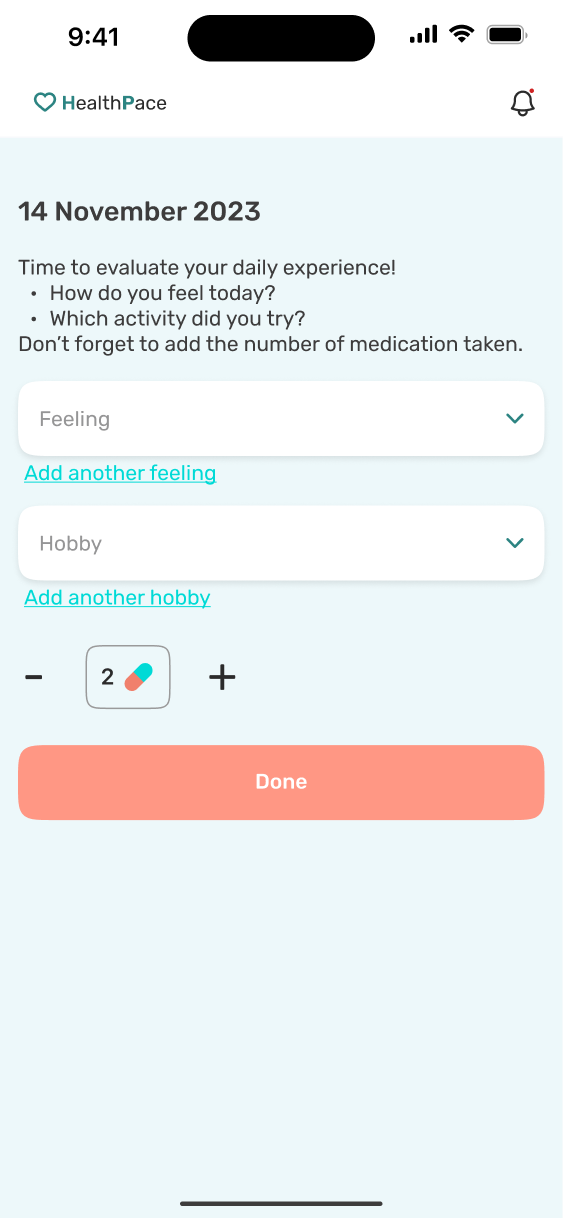 9:41
HealthPace
14 November 2023
Time to evaluate your daily experience!
• How do you feel today?
• Which activity did you try?
Don’t forget to add the number of medication taken.
Feeling
Add another feeling
Hobby
Add another hobby
- 2 +
Done